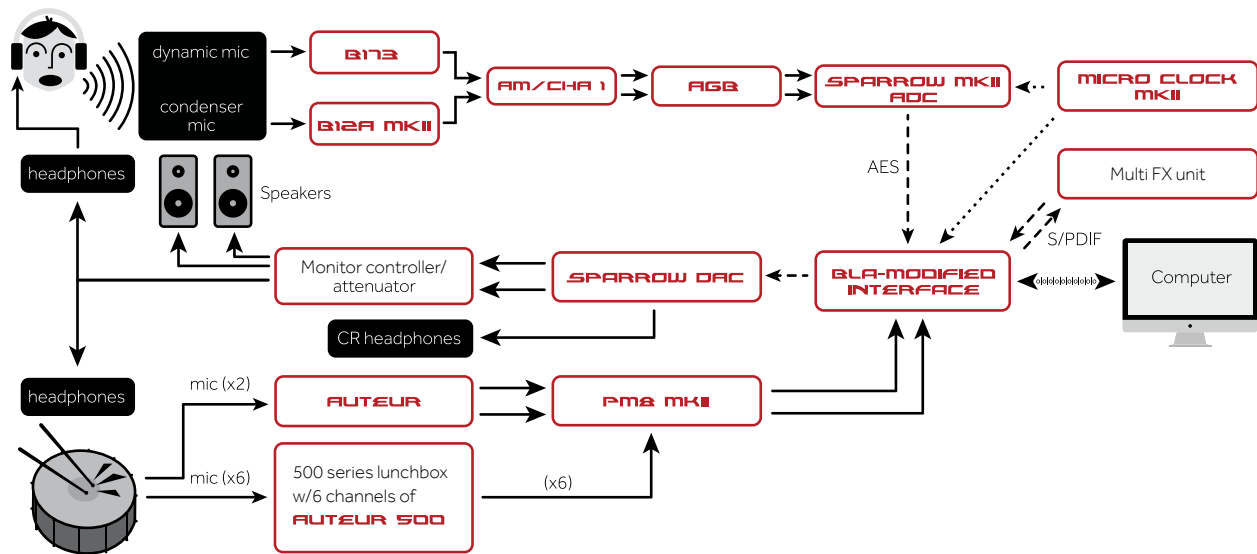 dynamic mic
condenser
mic
B173
B12A MKII
AM/CHA 1
AGB
SPARROW MKII
ADC
MICRO CLOCK
MKII
headphones
Speakers
AES
Multi FX unit
S/PDIF
Monitor controller/
attenuator
SPARROW DAC
BLA-MODIFIED
INTERFACE
Computer
CR headphones
headphones
mic (x2)
AUTEUR
PM8 MKII
mic (x6)
500 series lunchbox
w/6 channels of
AUTEUR 500
(x6)